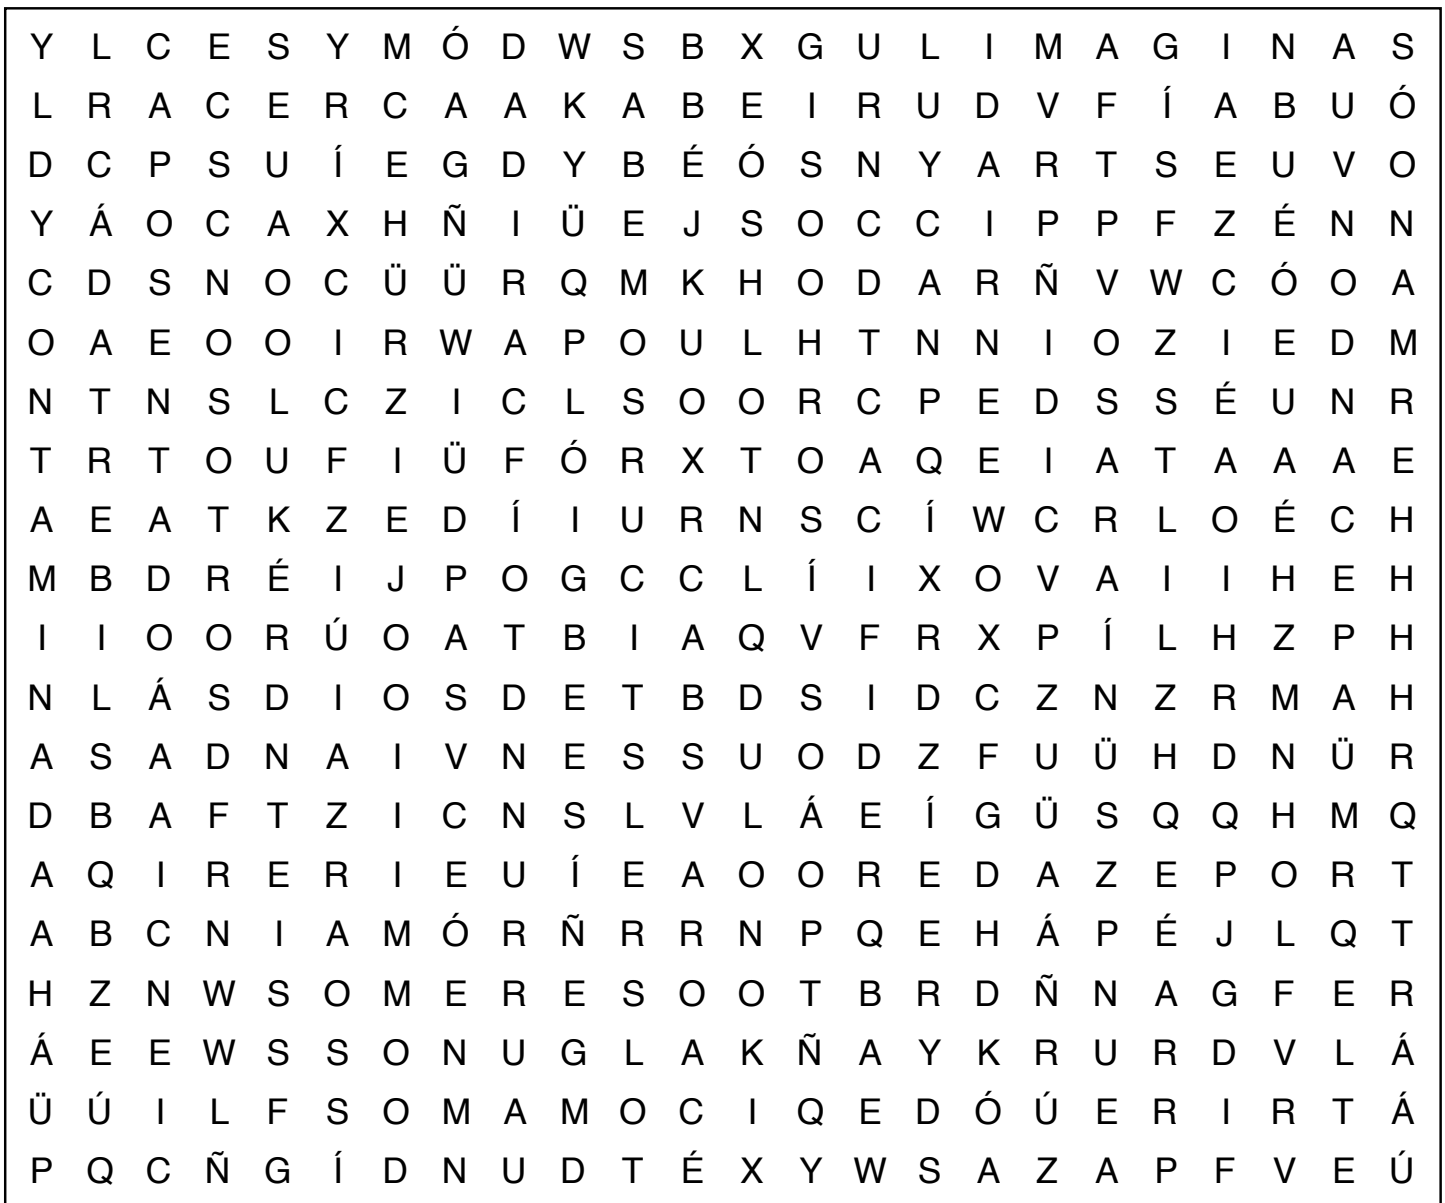 Y L C E S Y M Ó D W S B X G U L I M A G I N A S
L R A C E R C A A K A B E I R U D V F Í A B U Ó
D C P S U Í E G D Y B É Ó S N Y A R T S E U V O
Y Á O C A X H Ñ I Ü E J S O C C I P P F Z É N N
C D S N O C Ü Ü R Q M K H O D A R Ñ V W C Ó O A
O A E O O I R W A P O U L H T N N I O Z I E D M
N T N S L C Z I C L S O O R C P E D S S É U N R
T R T O U F I Ü F Ó R X T O A Q E I A T A A A E
A E A T K Z E D Í I U R N S C Í W C R L O É C H
M B D R É I J P O G C C L Í I X O V A I I H E H
I I O O R Ú O A T B I A Q V F R X P Í L H Z P H
N L Á S D I O S D E T B D S I D C Z N Z R M A H
A S A D N A I V N E S S U O D Z F U Ü H D N Ü R
D B A F T Z I C N S L V L Á E Í G Ü S Q Q H M Q
A Q I R E R I E U Í E A O O R E D A Z E P O R T
A B C N I A M Ó R Ñ R R N P Q E H Á P É J L Q T
H Z N W S O M E R E S O O T B R D Ñ N A G F E R
Á E E W S S O N U G L A K Ñ A Y K R U R D V L Á
Ü Ú I L F S O M A M O C I Q E D Ó Ú E R I R T Á
P Q C Ñ G Í D N U D T É X Y W S A Z A P F V E Ú